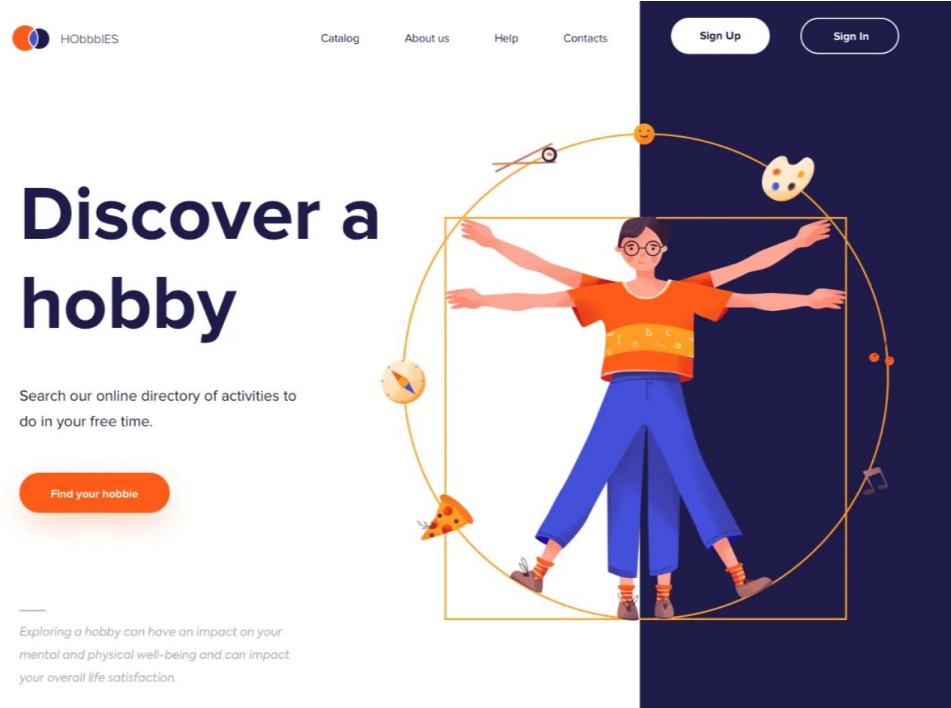 HObbbIES
Catalog
About us
Help
Contacts
Sign Up
Sign In
Discover a
hobby
Search our online directory of activities to
do in your free time.
Find your hobbie
Exploring a hobby can have an impact on your
mental and physical well-being and can impact
your overall life satisfaction.